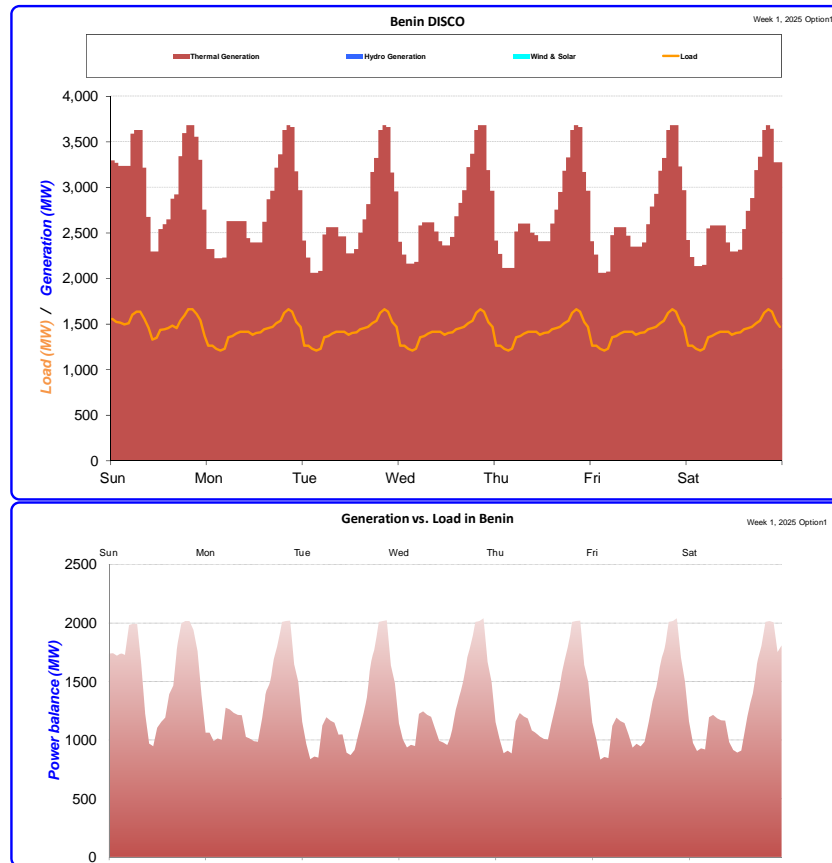 Benin DISCO
Week 1, 2025 Option1
Thermal Generation Hydro Generation Wind & Solar Load
Load (MW) / Generation (MW)
4,000
3,500
3,000
2,500
2,000
1,500
1,000
500
0
Sun Mon Tue Wed Thu Fri Sat
Generation vs. Load in Benin
Week 1, 2025 Option1
Sun Mon Tue Wed Thu Fri Sat
Power balance (MW)
2500
2000
1500
1000
500
0